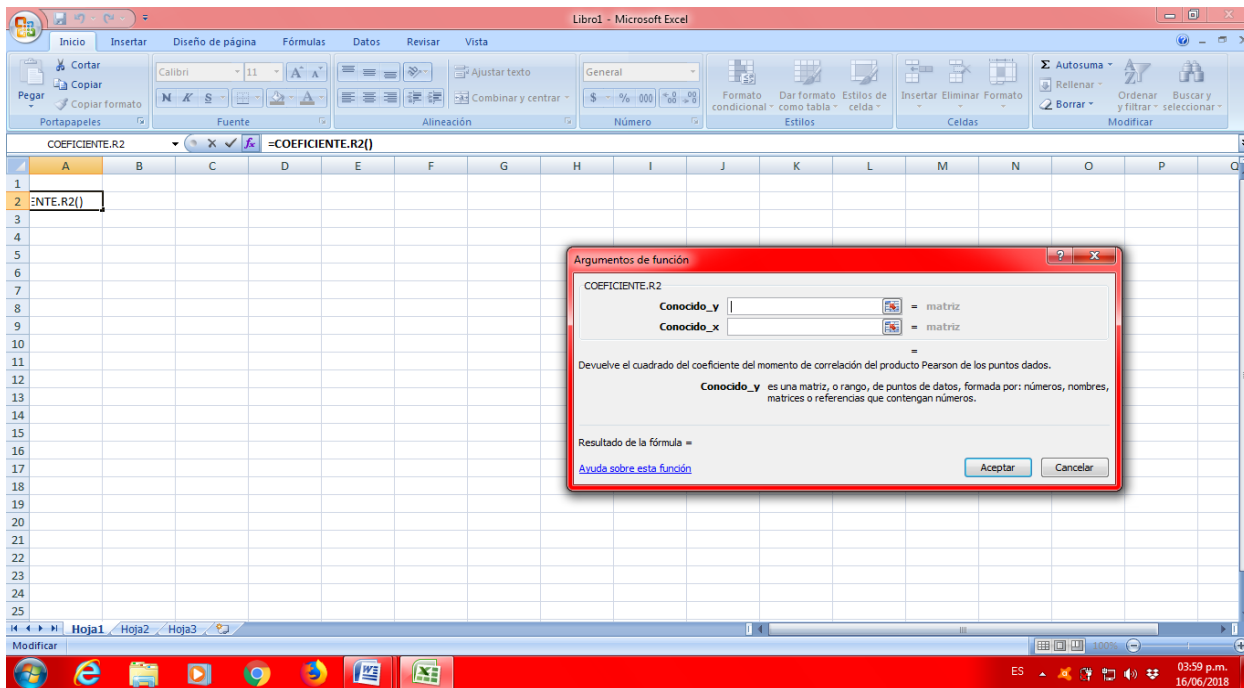 Libro1 - Microsoft Excel
Inicio Insertar Diseño de página Fórmulas Datos Revisar Vista
Pegar
Cortar
Copiar
Copiar formato
Portapapeles
Calibri 11
N K S
Fuente
Ajustar texto
Combinar y centrar
Alineación
General
$ % 000
Número
Formato condicional
Dar formato como tabla
Estilos de celda
Estilos
Insertar Eliminar Formato
Celdas
Σ Autosuma
Rellenar
Borrar
Ordenar y filtrar
Buscar y seleccionar
Modificar
COEFICIENTE.R2 fx =COEFICIENTE.R2()
A B C D E F G H I J K L M N O P Q
1
2 ENTE.R2()
3
4
5
6
7
8
9
10
11
12
13
14
15
16
17
18
19
20
21
22
23
24
25
Argumentos de función
COEFICIENTE.R2
Conocido_y = matriz
Conocido_x = matriz
=
Devuelve el cuadrado del coeficiente del momento de correlación del producto Pearson de los puntos dados.
Conocido_y es una matriz, o rango, de puntos de datos, formada por: números, nombres,
matrices o referencias que contengan números.
Resultado de la fórmula =
Ayuda sobre esta función
Aceptar Cancelar
Hoja1 Hoja2 Hoja3
Modificar 100%
ES 03:59 p.m.
16/06/2018